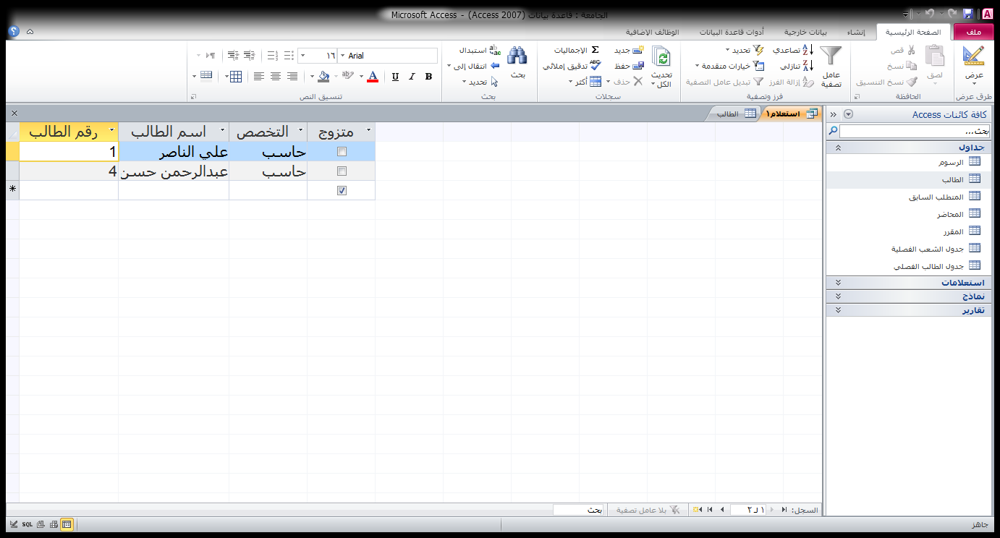 الجامعة : قاعدة بيانات (Access 2007) - Microsoft Access
ملف
الصفحة الرئيسية
إنشاء
بيانات خارجية
أدوات قاعدة البيانات
الوظائف الإضافية
عرض
طرق عرض
لصق
قص
نسخ
نسخ التنسيق
الحافظة
عامل تصفية
تصاعدي
تنازلي
إزالة الفرز
تحديد
خيارات متقدمة
تبديل عامل التصفية
فرز وتصفية
تحديث الكل
جديد
حفظ
حذف
الإجماليات
تدقيق إملائي
أكثر
سجلات
بحث
استبدال
انتقال إلى
تحديد
بحث
Arial
١٦
B I U A
تنسيق النص
كافة كائنات Access
بحث...
جداول
الرسوم
الطالب
المتطلب السابق
المحاضر
المقرر
جدول الشعب الفصلية
جدول الطالب الفصلي
استعلامات
نماذج
تقارير
استعلام١
الطالب
رقم الطالب اسم الطالب التخصص متزوج
1 علي الناصر حاسب
4 عبدالرحمن حسن حاسب
السجل: ١ لـ ٢
بلا عامل تصفية
بحث
جاهز
SQL